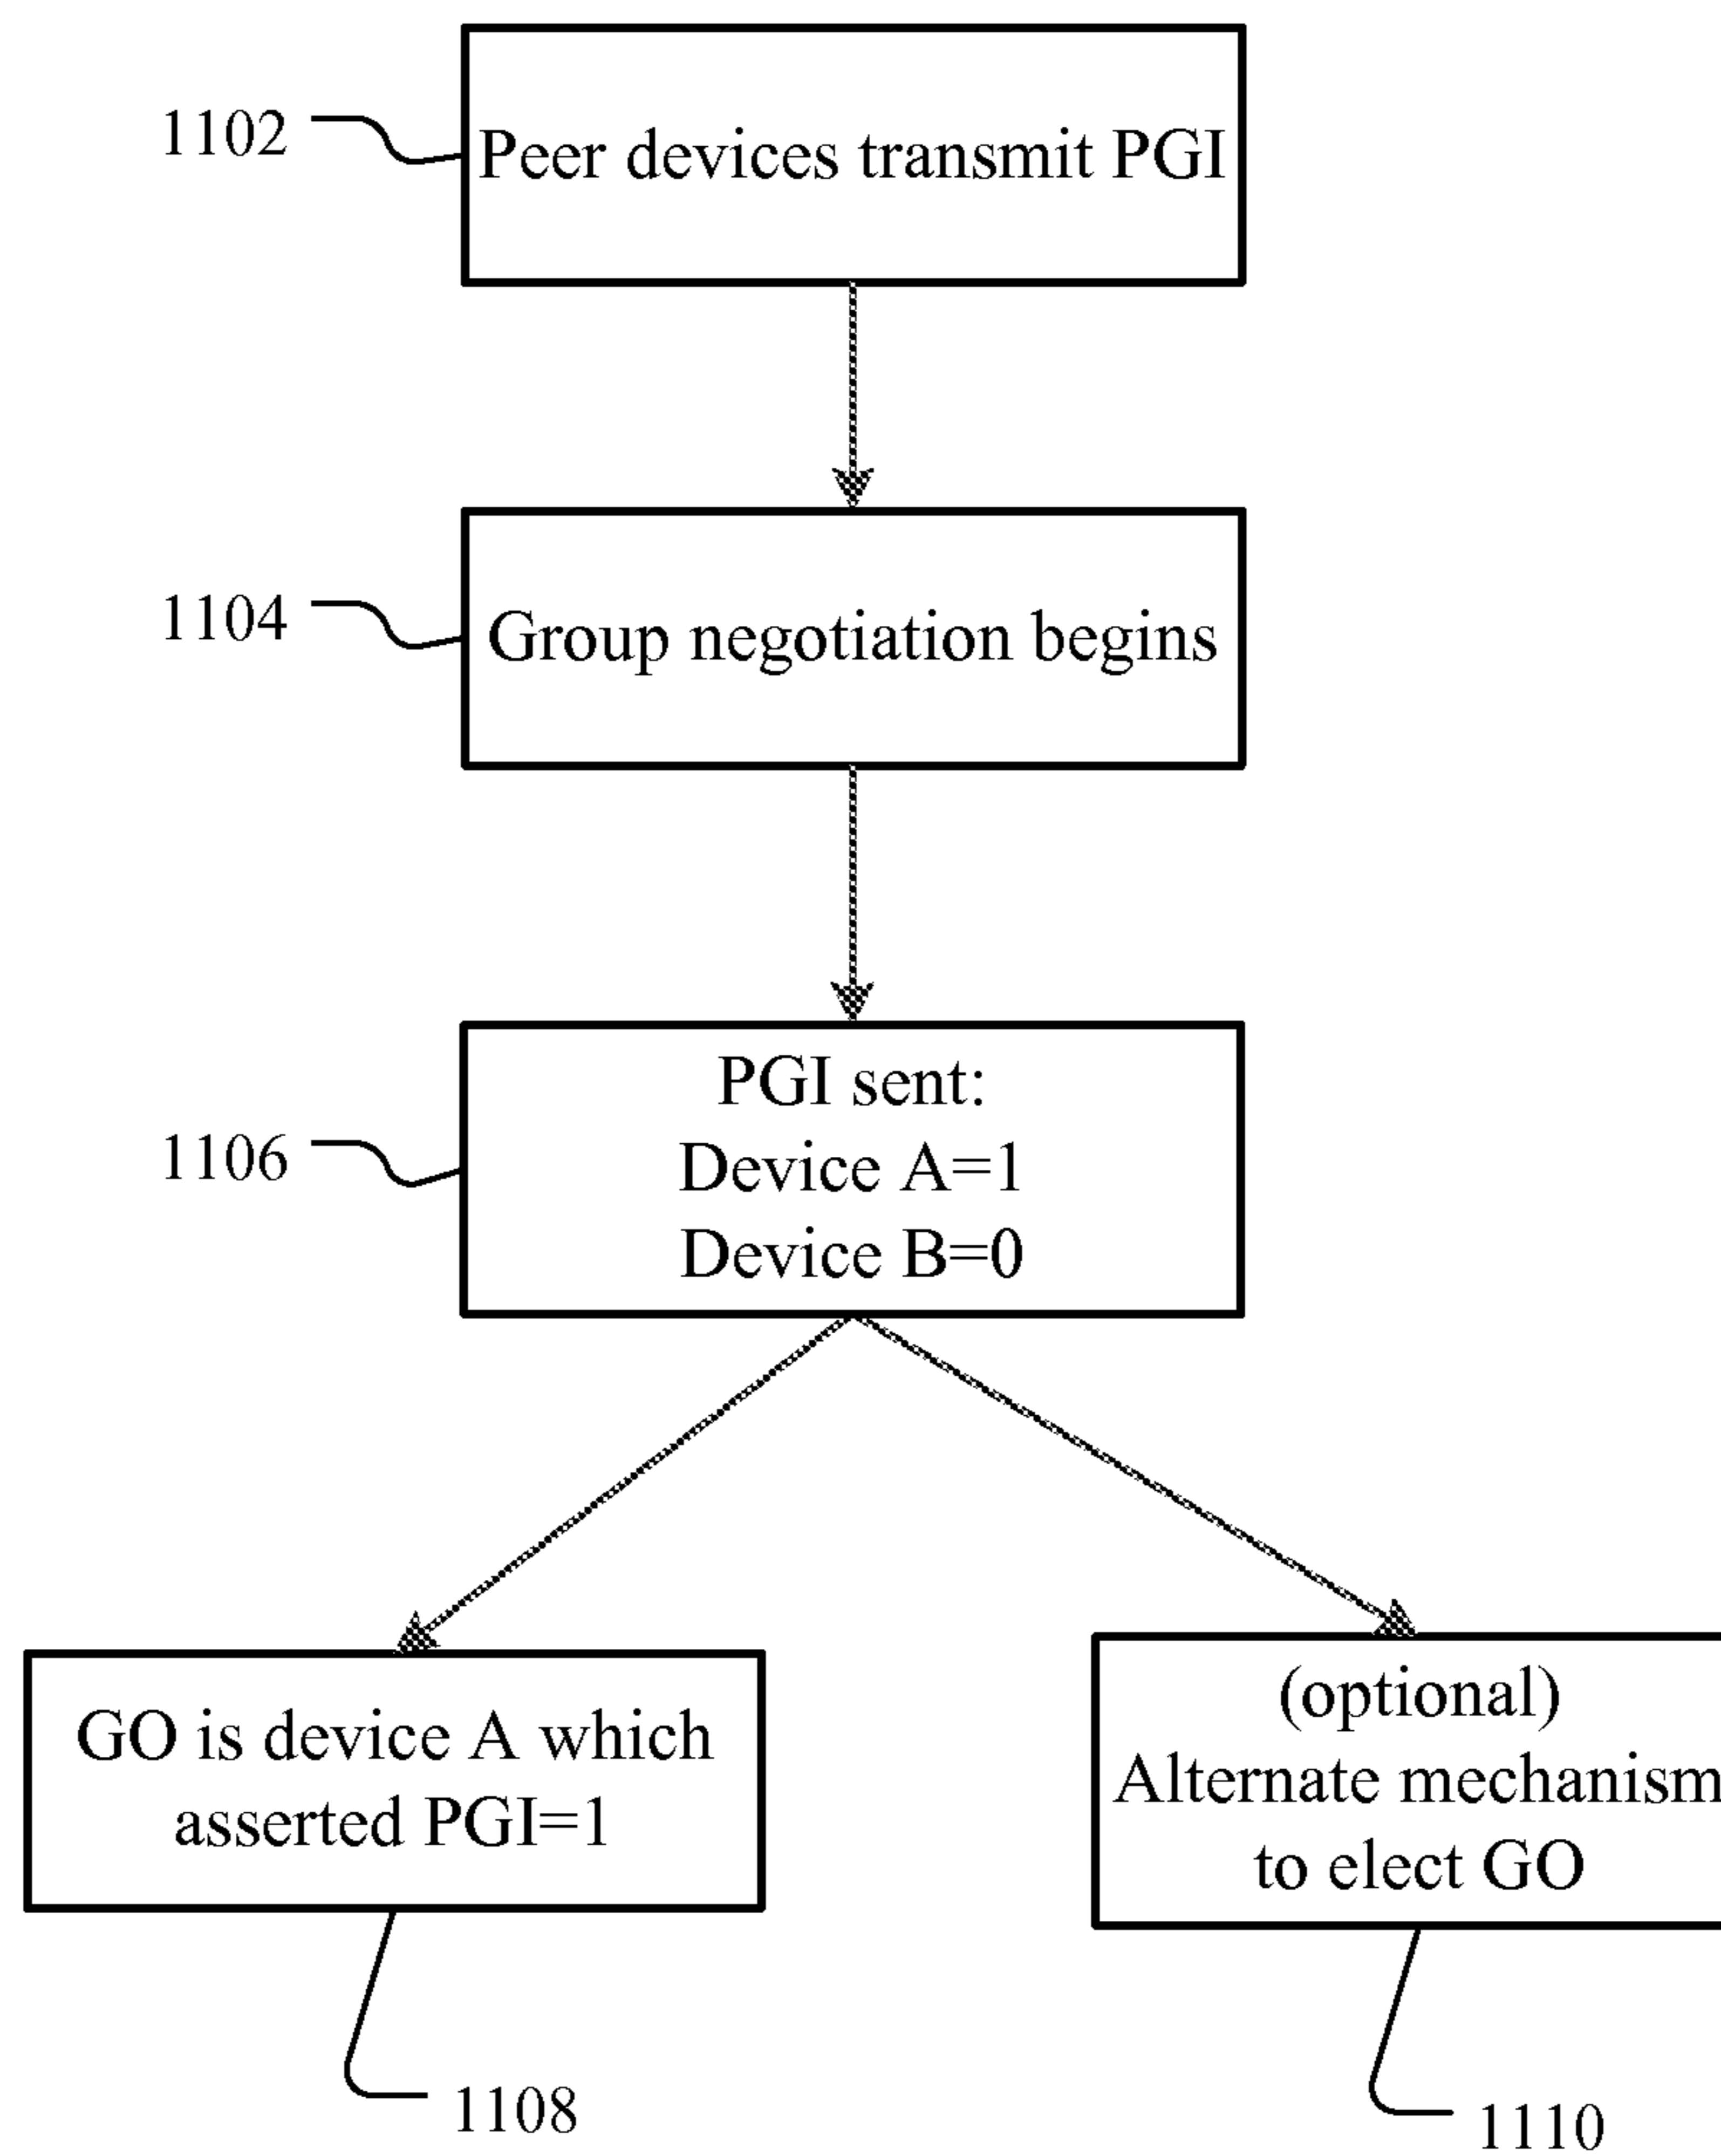 1102
Peer devices transmit PGI
1104
Group negotiation begins
1106
PGI sent:
Device A=1
Device B=0
GO is device A which
asserted PGI=1
(optional)
Alternate mechanism
to elect GO
1108
1110